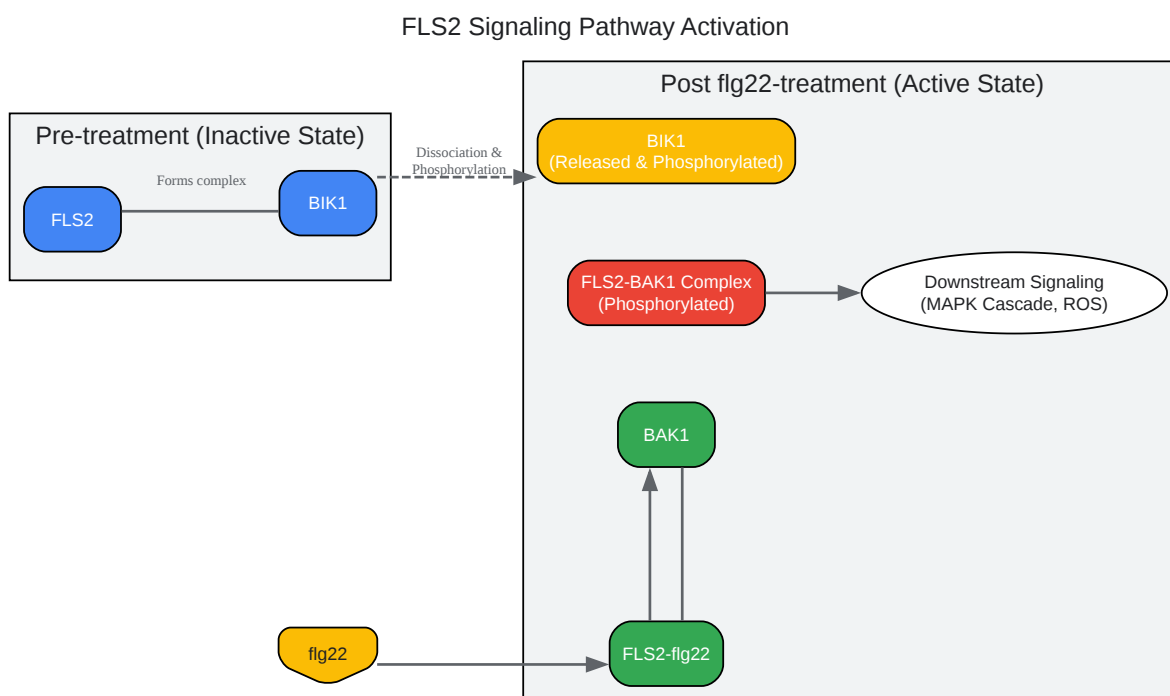 FLS2 Signaling Pathway Activation
Pre-treatment (Inactive State)
Forms complex
FLS2
BIK1
Dissociation &
Phosphorylation
Post flg22-treatment (Active State)
BIK1
(Released & Phosphorylated)
FLS2-BAK1 Complex
(Phosphorylated)
Downstream Signaling
(MAPK Cascade, ROS)
BAK1
flg22
FLS2-flg22